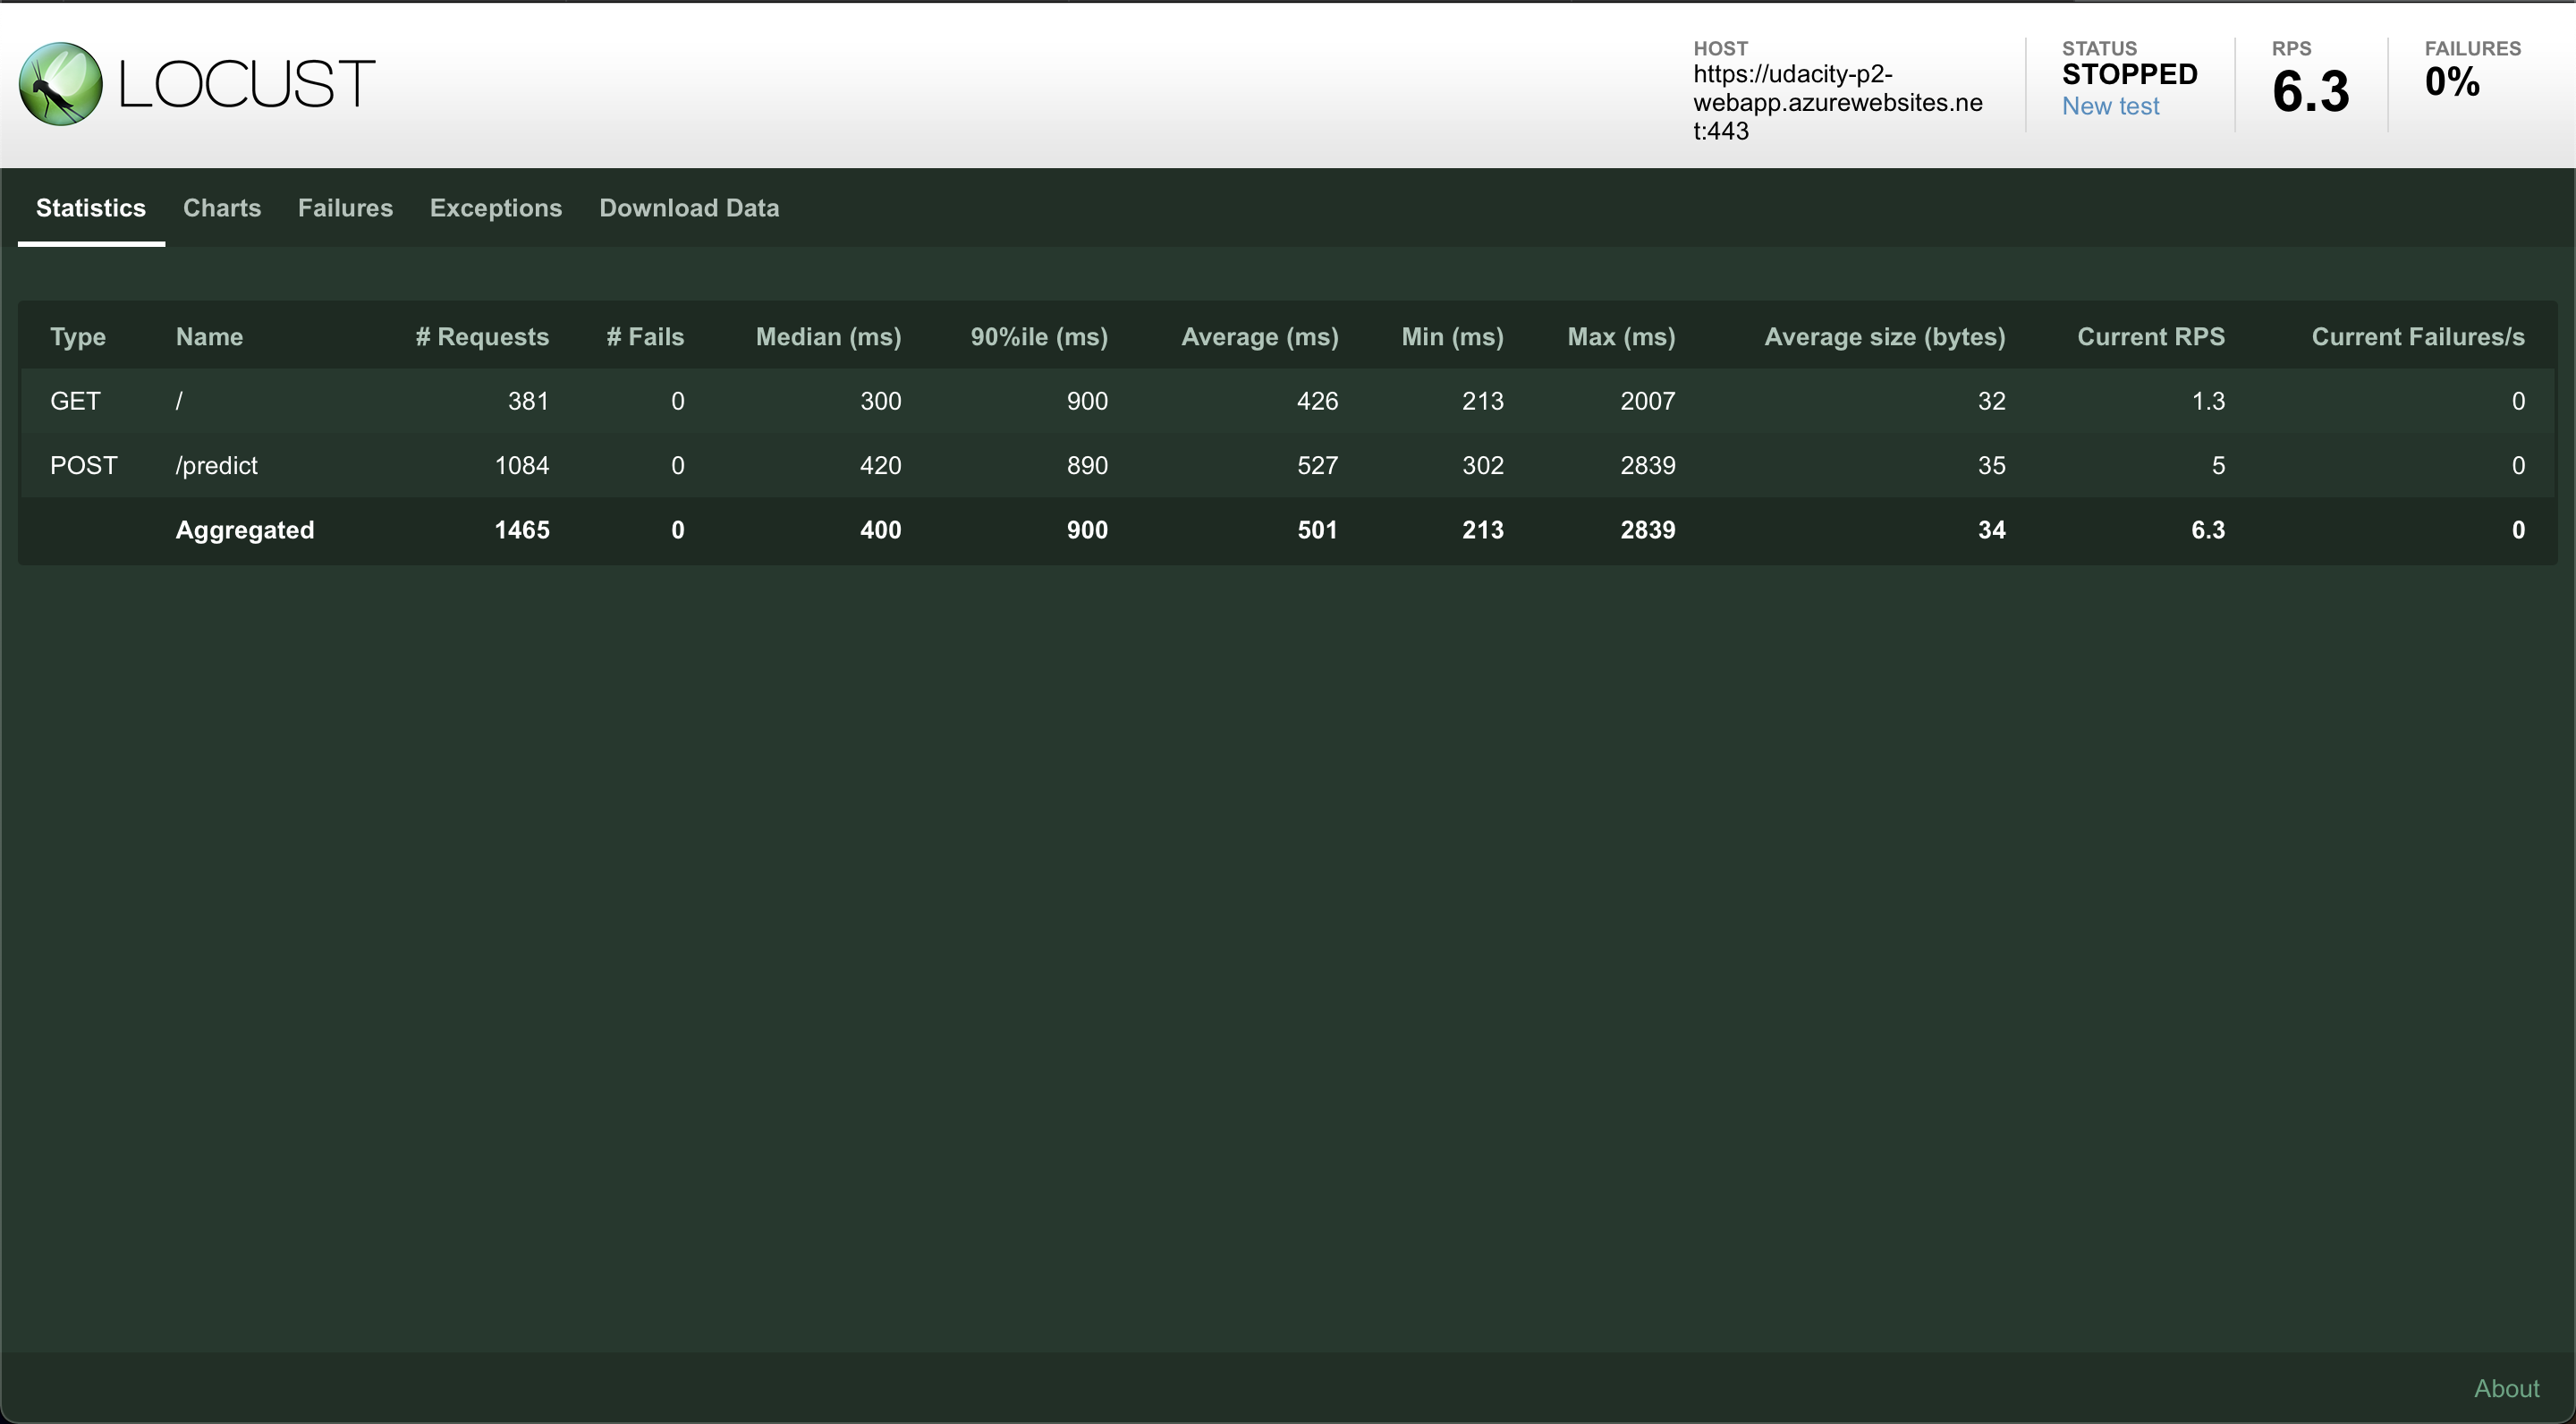 LOCUST
HOST
https://udacity-p2-
webapp.azurewebsites.ne
t:443
STATUS
STOPPED
New test
RPS
6.3
FAILURES
0%
Statistics Charts Failures Exceptions Download Data
Type Name # Requests # Fails Median (ms) 90%ile (ms) Average (ms) Min (ms) Max (ms) Average size (bytes) Current RPS Current Failures/s
GET / 381 0 300 900 426 213 2007 32 1.3 0
POST /predict 1084 0 420 890 527 302 2839 35 5 0
Aggregated 1465 0 400 900 501 213 2839 34 6.3 0
About